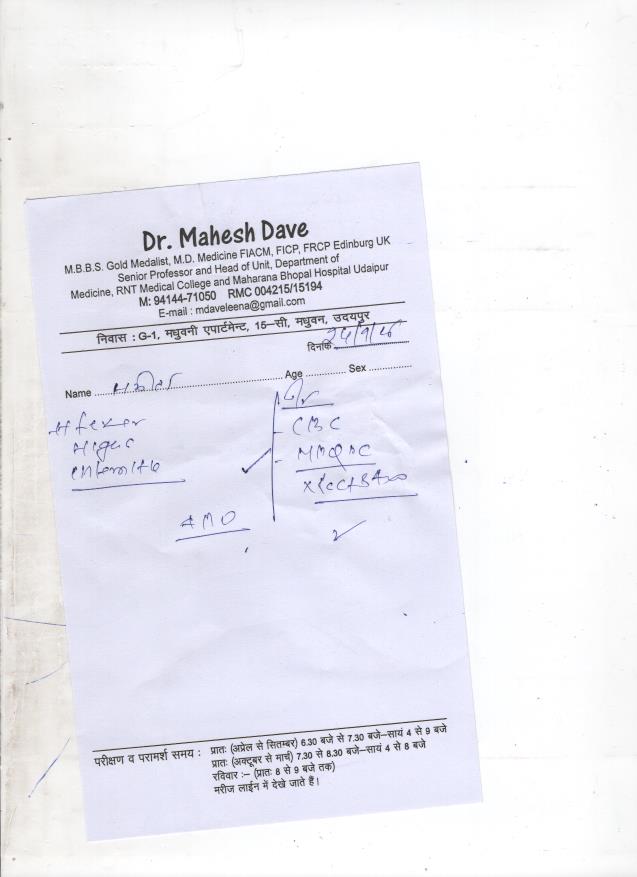 Dr. Mahesh Dave
M.B.B.S. Gold Medalist, M.D. Medicine FIACM, FICP, FRCP Edinburg UK
Senior Professor and Head of Unit, Department of
Medicine, RNT Medical College and Maharana Bhopal Hospital Udaipur
M: 94144-71050 RMC 004215/15194
E-mail : mdaveleena@gmail.com
निवास : G-1, मधुवनी एपार्टमेन्ट, 15–सी, मधुवन, उदयपुर
दिनांक
Name Age Sex
fever
CBC
परीक्षण व परामर्श समय : प्रातः (अप्रेल से सितम्बर) 6.30 बजे से 7.30 बजे–सायं 4 से 9 बजे
प्रातः (अक्टूबर से मार्च) 7.30 से 8.30 बजे–सायं 4 से 8 बजे
रविवार :– (प्रातः 8 से 9 बजे तक)
मरीज लाईन में देखे जाते हैं।